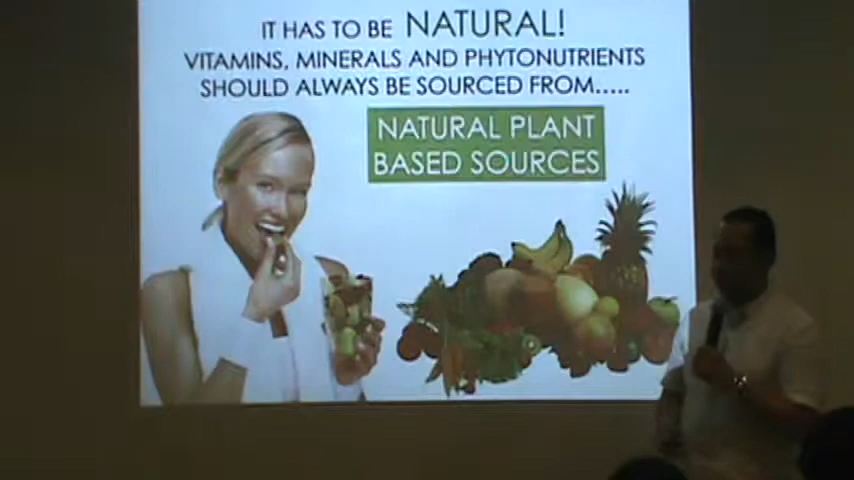 IT HAS TO BE NATURAL!
VITAMINS, MINERALS AND PHYTONUTRIENTS
SHOULD ALWAYS BE SOURCED FROM.....
NATURAL PLANT
BASED SOURCES